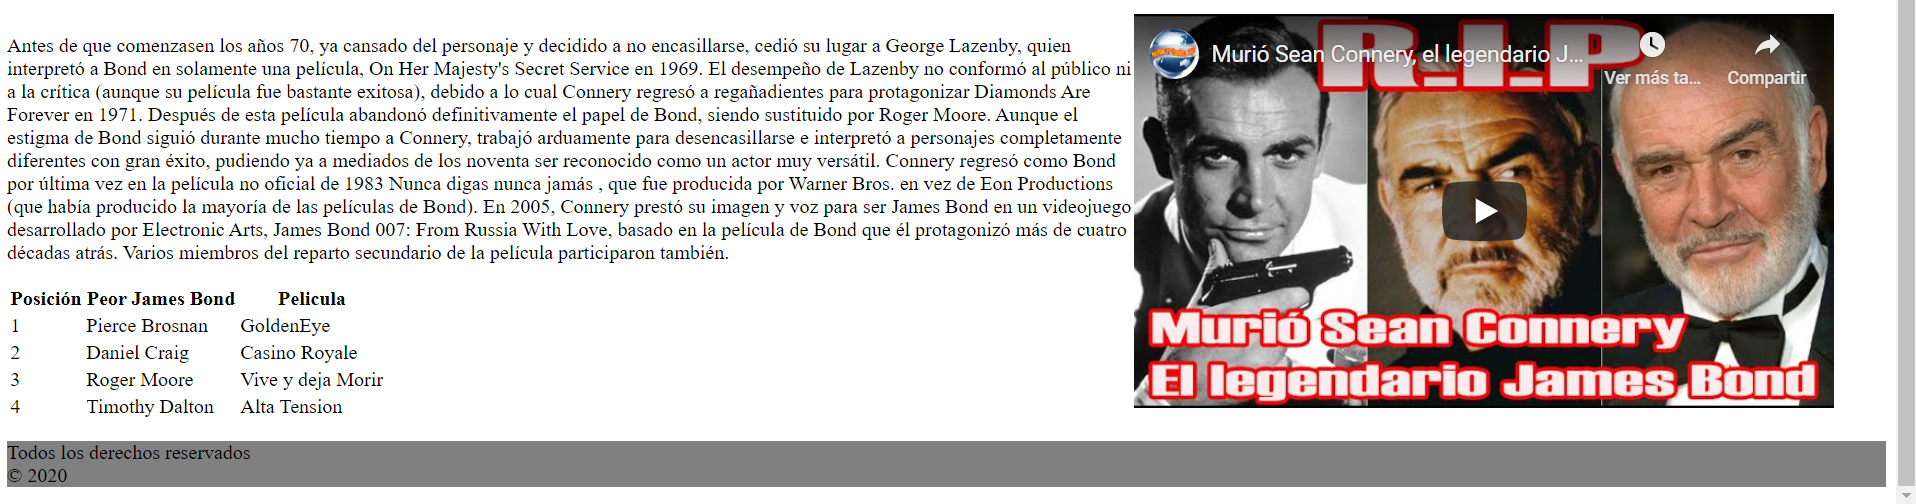 Antes de que comenzasen los años 70, ya cansado del personaje y decidido a no encasillarse, cedió su lugar a George Lazenby, quien
interpretó a Bond en solamente una película, On Her Majesty's Secret Service en 1969. El desempeño de Lazenby no conformó al público ni
a la crítica (aunque su película fue bastante exitosa), debido a lo cual Connery regresó a regañadientes para protagonizar Diamonds Are
Forever en 1971. Después de esta película abandonó definitivamente el papel de Bond, siendo sustituido por Roger Moore. Aunque el
estigma de Bond siguió durante mucho tiempo a Connery, trabajó arduamente para desencasillarse e interpretó a personajes completamente
diferentes con gran éxito, pudiendo ya a mediados de los noventa ser reconocido como un actor muy versátil. Connery regresó como Bond
por última vez en la película no oficial de 1983 Nunca digas nunca jamás , que fue producida por Warner Bros. en vez de Eon Productions
(que había producido la mayoría de las películas de Bond). En 2005, Connery prestó su imagen y voz para ser James Bond en un videojuego
desarrollado por Electronic Arts, James Bond 007: From Russia With Love, basado en la película de Bond que él protagonizó más de cuatro
décadas atrás. Varios miembros del reparto secundario de la película participaron también.
Posición Peor James Bond Pelicula
1 Pierce Brosnan GoldenEye
2 Daniel Craig Casino Royale
3 Roger Moore Vive y deja Morir
4 Timothy Dalton Alta Tension
R.I.P
Murió Sean Connery, el legendario J...
Ver más ta... Compartir
Murió Sean Connery
El legendario James Bond
Todos los derechos reservados
© 2020